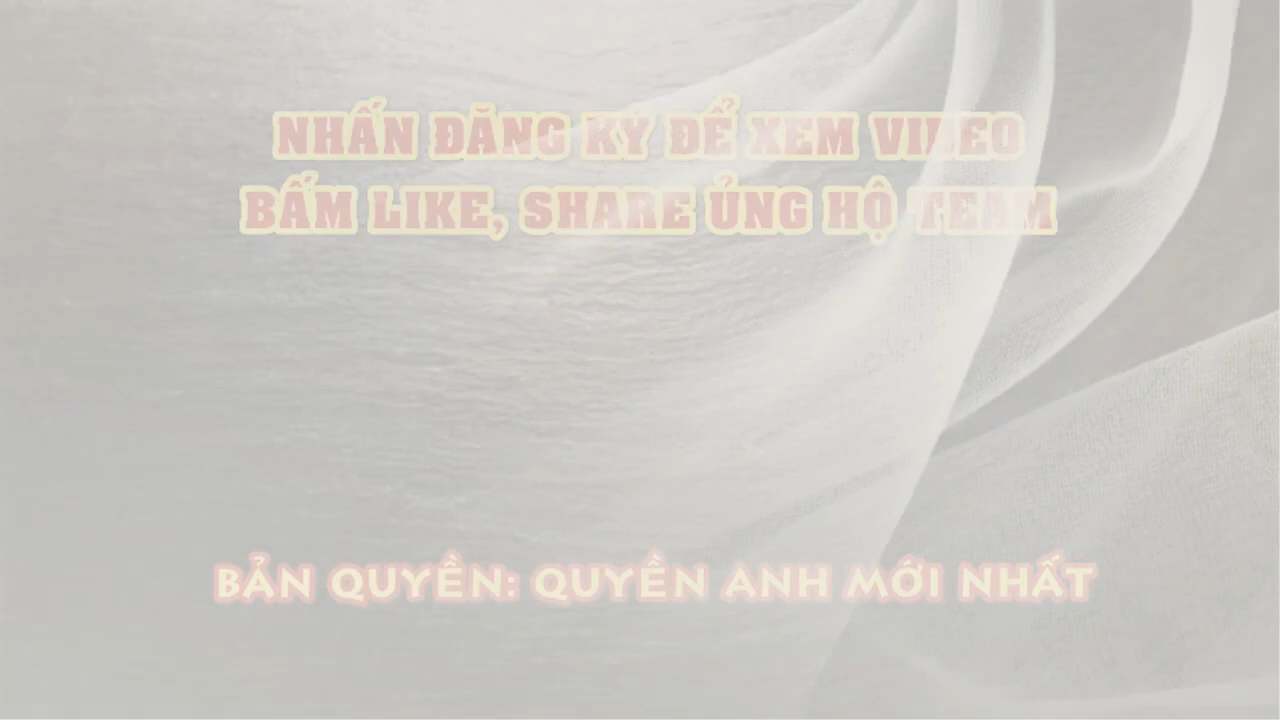 NHẤN ĐĂNG KÝ ĐỂ XEM VIDEO
BẤM LIKE, SHARE ỦNG HỘ TEAM
BẢN QUYỀN: QUYỀN ANH MỚI NHẤT